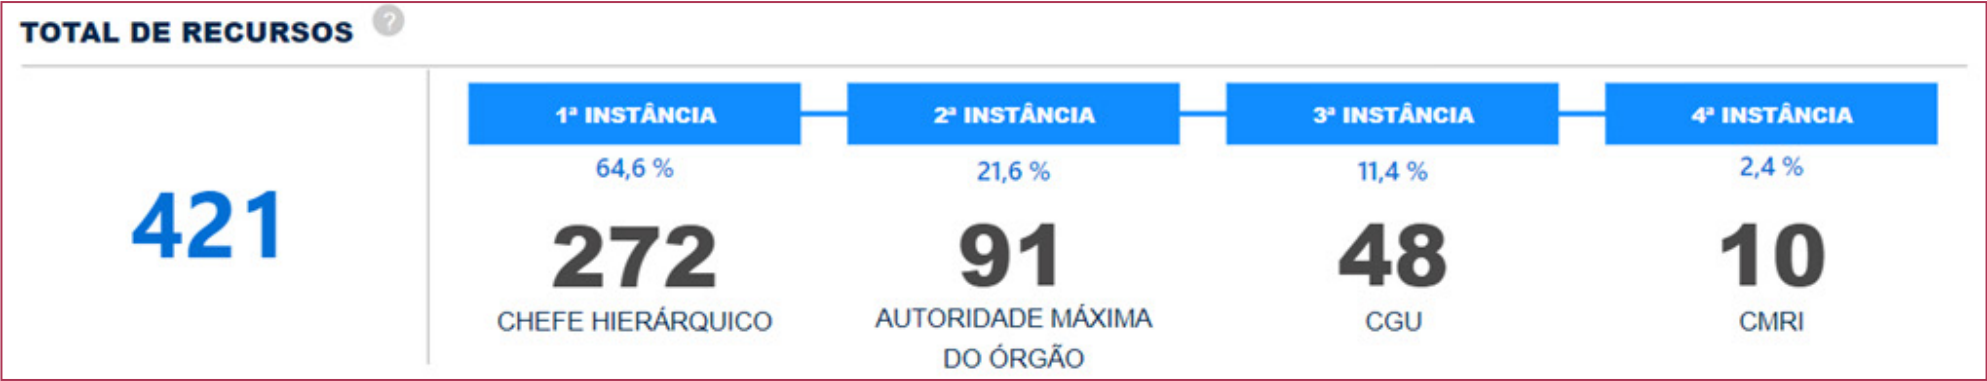 TOTAL DE RECURSOS ?
421
1ª INSTÂNCIA
64,6 %
272
CHEFE HIERÁRQUICO
2ª INSTÂNCIA
21,6 %
91
AUTORIDADE MÁXIMA
DO ÓRGÃO
3ª INSTÂNCIA
11,4 %
48
CGU
4ª INSTÂNCIA
2,4 %
10
CMRI